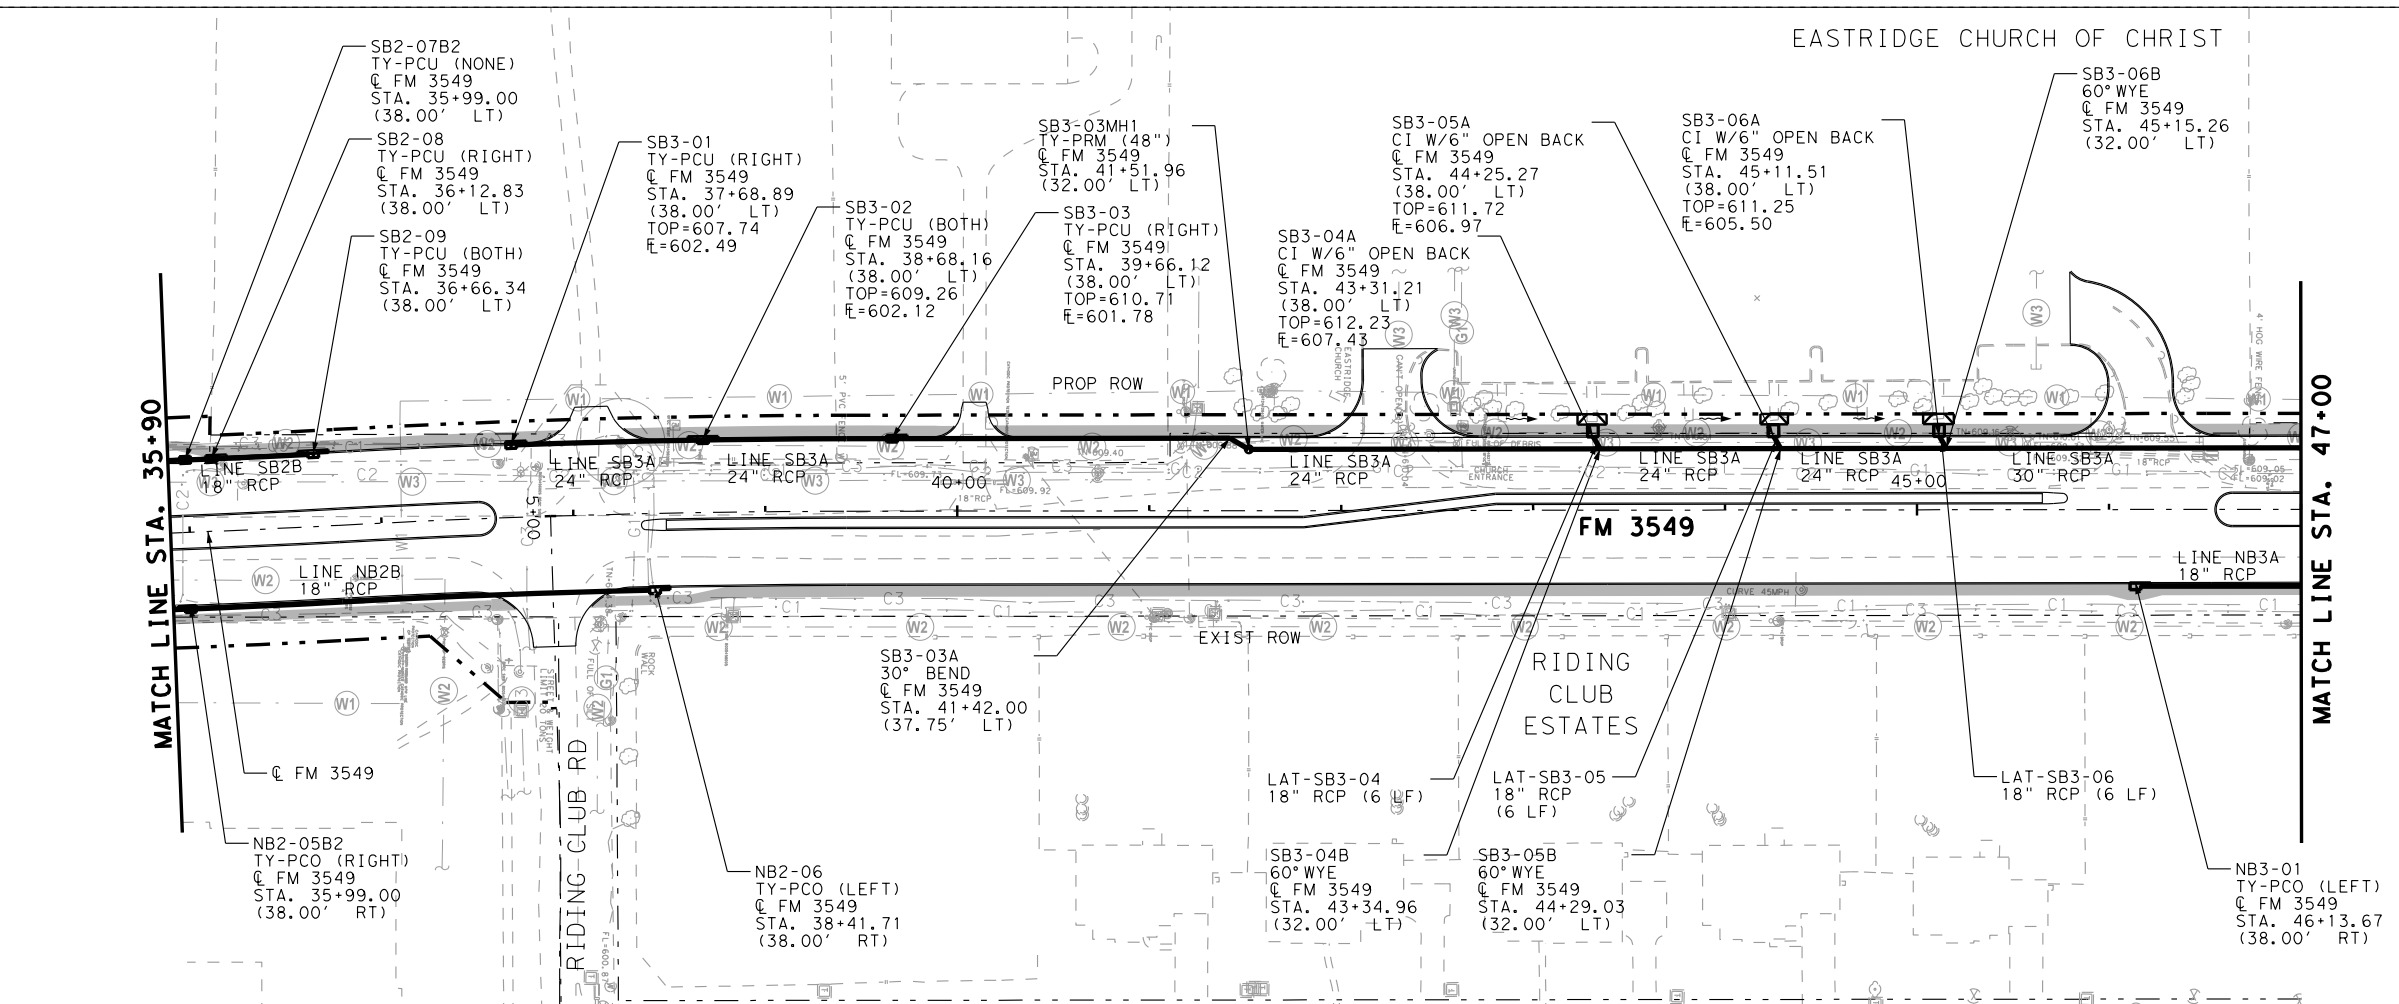 EASTRIDGE CHURCH OF CHRIST
SB2-07B2
TY-PCU (NONE)
℄ FM 3549
STA. 35+99.00
(38.00' LT)
SB2-08
TY-PCU (RIGHT)
℄ FM 3549
STA. 36+12.83
(38.00' LT)
SB2-09
TY-PCU (BOTH)
℄ FM 3549
STA. 36+66.34
(38.00' LT)
SB3-01
TY-PCU (RIGHT)
℄ FM 3549
STA. 37+68.89
(38.00' LT)
TOP=607.74
FL=602.49
SB3-02
TY-PCU (BOTH)
℄ FM 3549
STA. 38+68.16
(38.00' LT)
TOP=609.26
FL=602.12
SB3-03MH1
TY-PRM (48")
℄ FM 3549
STA. 41+51.96
(32.00' LT)
SB3-03
TY-PCU (RIGHT)
℄ FM 3549
STA. 39+66.12
(38.00' LT)
TOP=610.71
FL=601.78
SB3-04A
CI W/6" OPEN BACK
℄ FM 3549
STA. 43+31.21
(38.00' LT)
TOP=612.23
FL=607.43
SB3-05A
CI W/6" OPEN BACK
℄ FM 3549
STA. 44+25.27
(38.00' LT)
TOP=611.72
FL=606.97
SB3-06A
CI W/6" OPEN BACK
℄ FM 3549
STA. 45+11.51
(38.00' LT)
TOP=611.25
FL=605.50
SB3-06B
60° WYE
℄ FM 3549
STA. 45+15.26
(32.00' LT)
PROP ROW
MATCH LINE STA. 35+90
MATCH LINE STA. 47+00
LINE SB2B
18" RCP
LINE SB3A
24" RCP
LINE SB3A
24" RCP
LINE SB3A
24" RCP
LINE SB3A
24" RCP
LINE SB3A
24" RCP
LINE SB3A
30" RCP
40+00
45+00
51+00
FM 3549
LINE NB2B
18" RCP
LINE NB3A
18" RCP
CURVE 45MPH
EXIST ROW
RIDING
CLUB
ESTATES
ROCK
WALL
CHURCH
ENTRANCE
EASTRIDGE
CHURCH
SB3-03A
30° BEND
℄ FM 3549
STA. 41+42.00
(37.75' LT)
℄ FM 3549
RIDING CLUB RD
LAT-SB3-04
18" RCP (6 LF)
LAT-SB3-05
18" RCP
(6 LF)
LAT-SB3-06
18" RCP (6 LF)
NB2-05B2
TY-PCO (RIGHT)
℄ FM 3549
STA. 35+99.00
(38.00' RT)
NB2-06
TY-PCO (LEFT)
℄ FM 3549
STA. 38+41.71
(38.00' RT)
SB3-04B
60° WYE
℄ FM 3549
STA. 43+34.96
(32.00' LT)
SB3-05B
60° WYE
℄ FM 3549
STA. 44+29.03
(32.00' LT)
NB3-01
TY-PCO (LEFT)
℄ FM 3549
STA. 46+13.67
(38.00' RT)